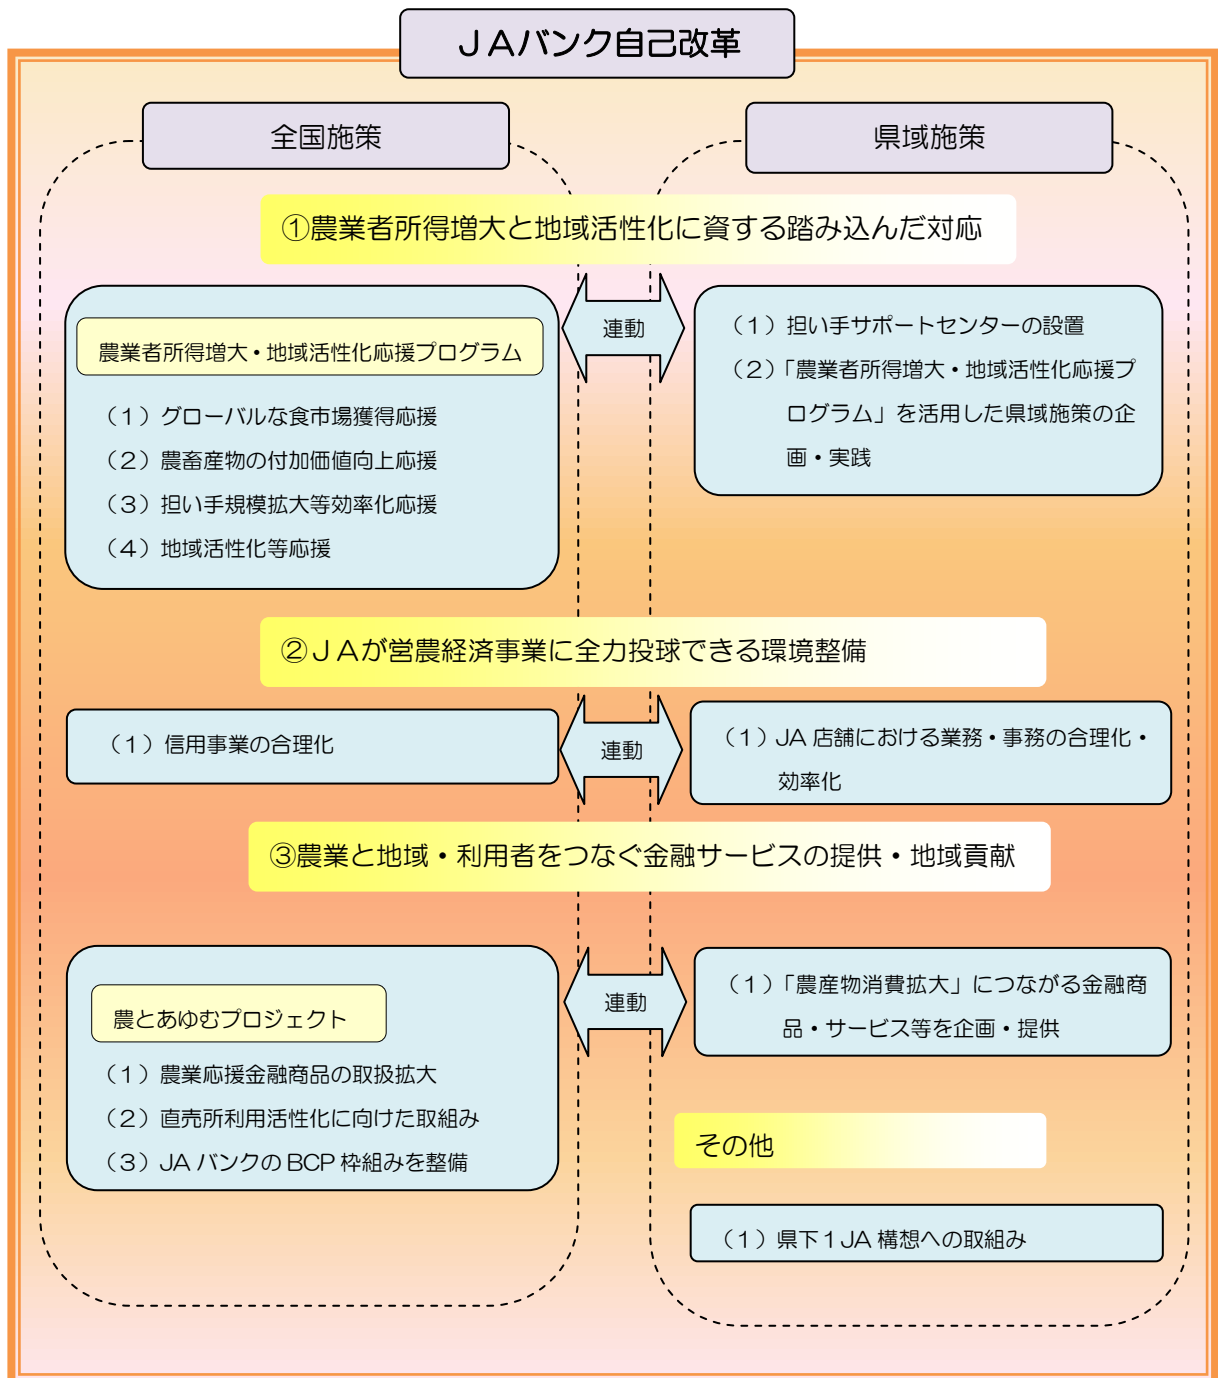 ＪＡバンク自己改革
全国施策
県域施策
①農業者所得増大と地域活性化に資する踏み込んだ対応
農業者所得増大・地域活性化応援プログラム
（１）グローバルな食市場獲得応援
（２）農畜産物の付加価値向上応援
（３）担い手規模拡大等効率化応援
（４）地域活性化等応援
連動
（１）担い手サポートセンターの設置
（２）「農業者所得増大・地域活性化応援プ
ログラム」を活用した県域施策の企
画・実践
②ＪＡが営農経済事業に全力投球できる環境整備
（１）信用事業の合理化
連動
（１）JA 店舗における業務・事務の合理化・
効率化
③農業と地域・利用者をつなぐ金融サービスの提供・地域貢献
農とあゆむプロジェクト
（１）農業応援金融商品の取扱拡大
（２）直売所利用活性化に向けた取組み
（３）JA バンクの BCP 枠組みを整備
連動
（１）「農産物消費拡大」につながる金融商
品・サービス等を企画・提供
その他
（１）県下１JA 構想への取組み